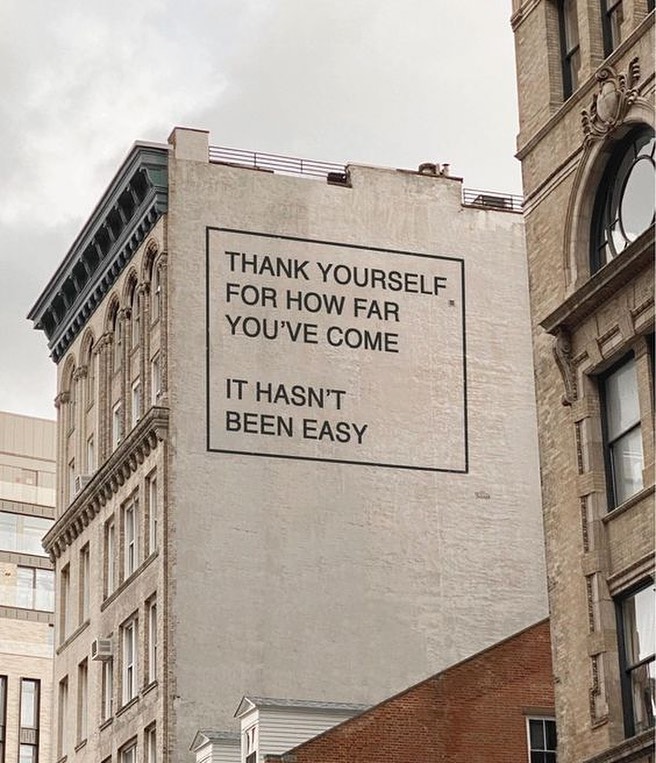 THANK YOURSELF
FOR HOW FAR
YOU'VE COME
IT HASN'T
BEEN EASY